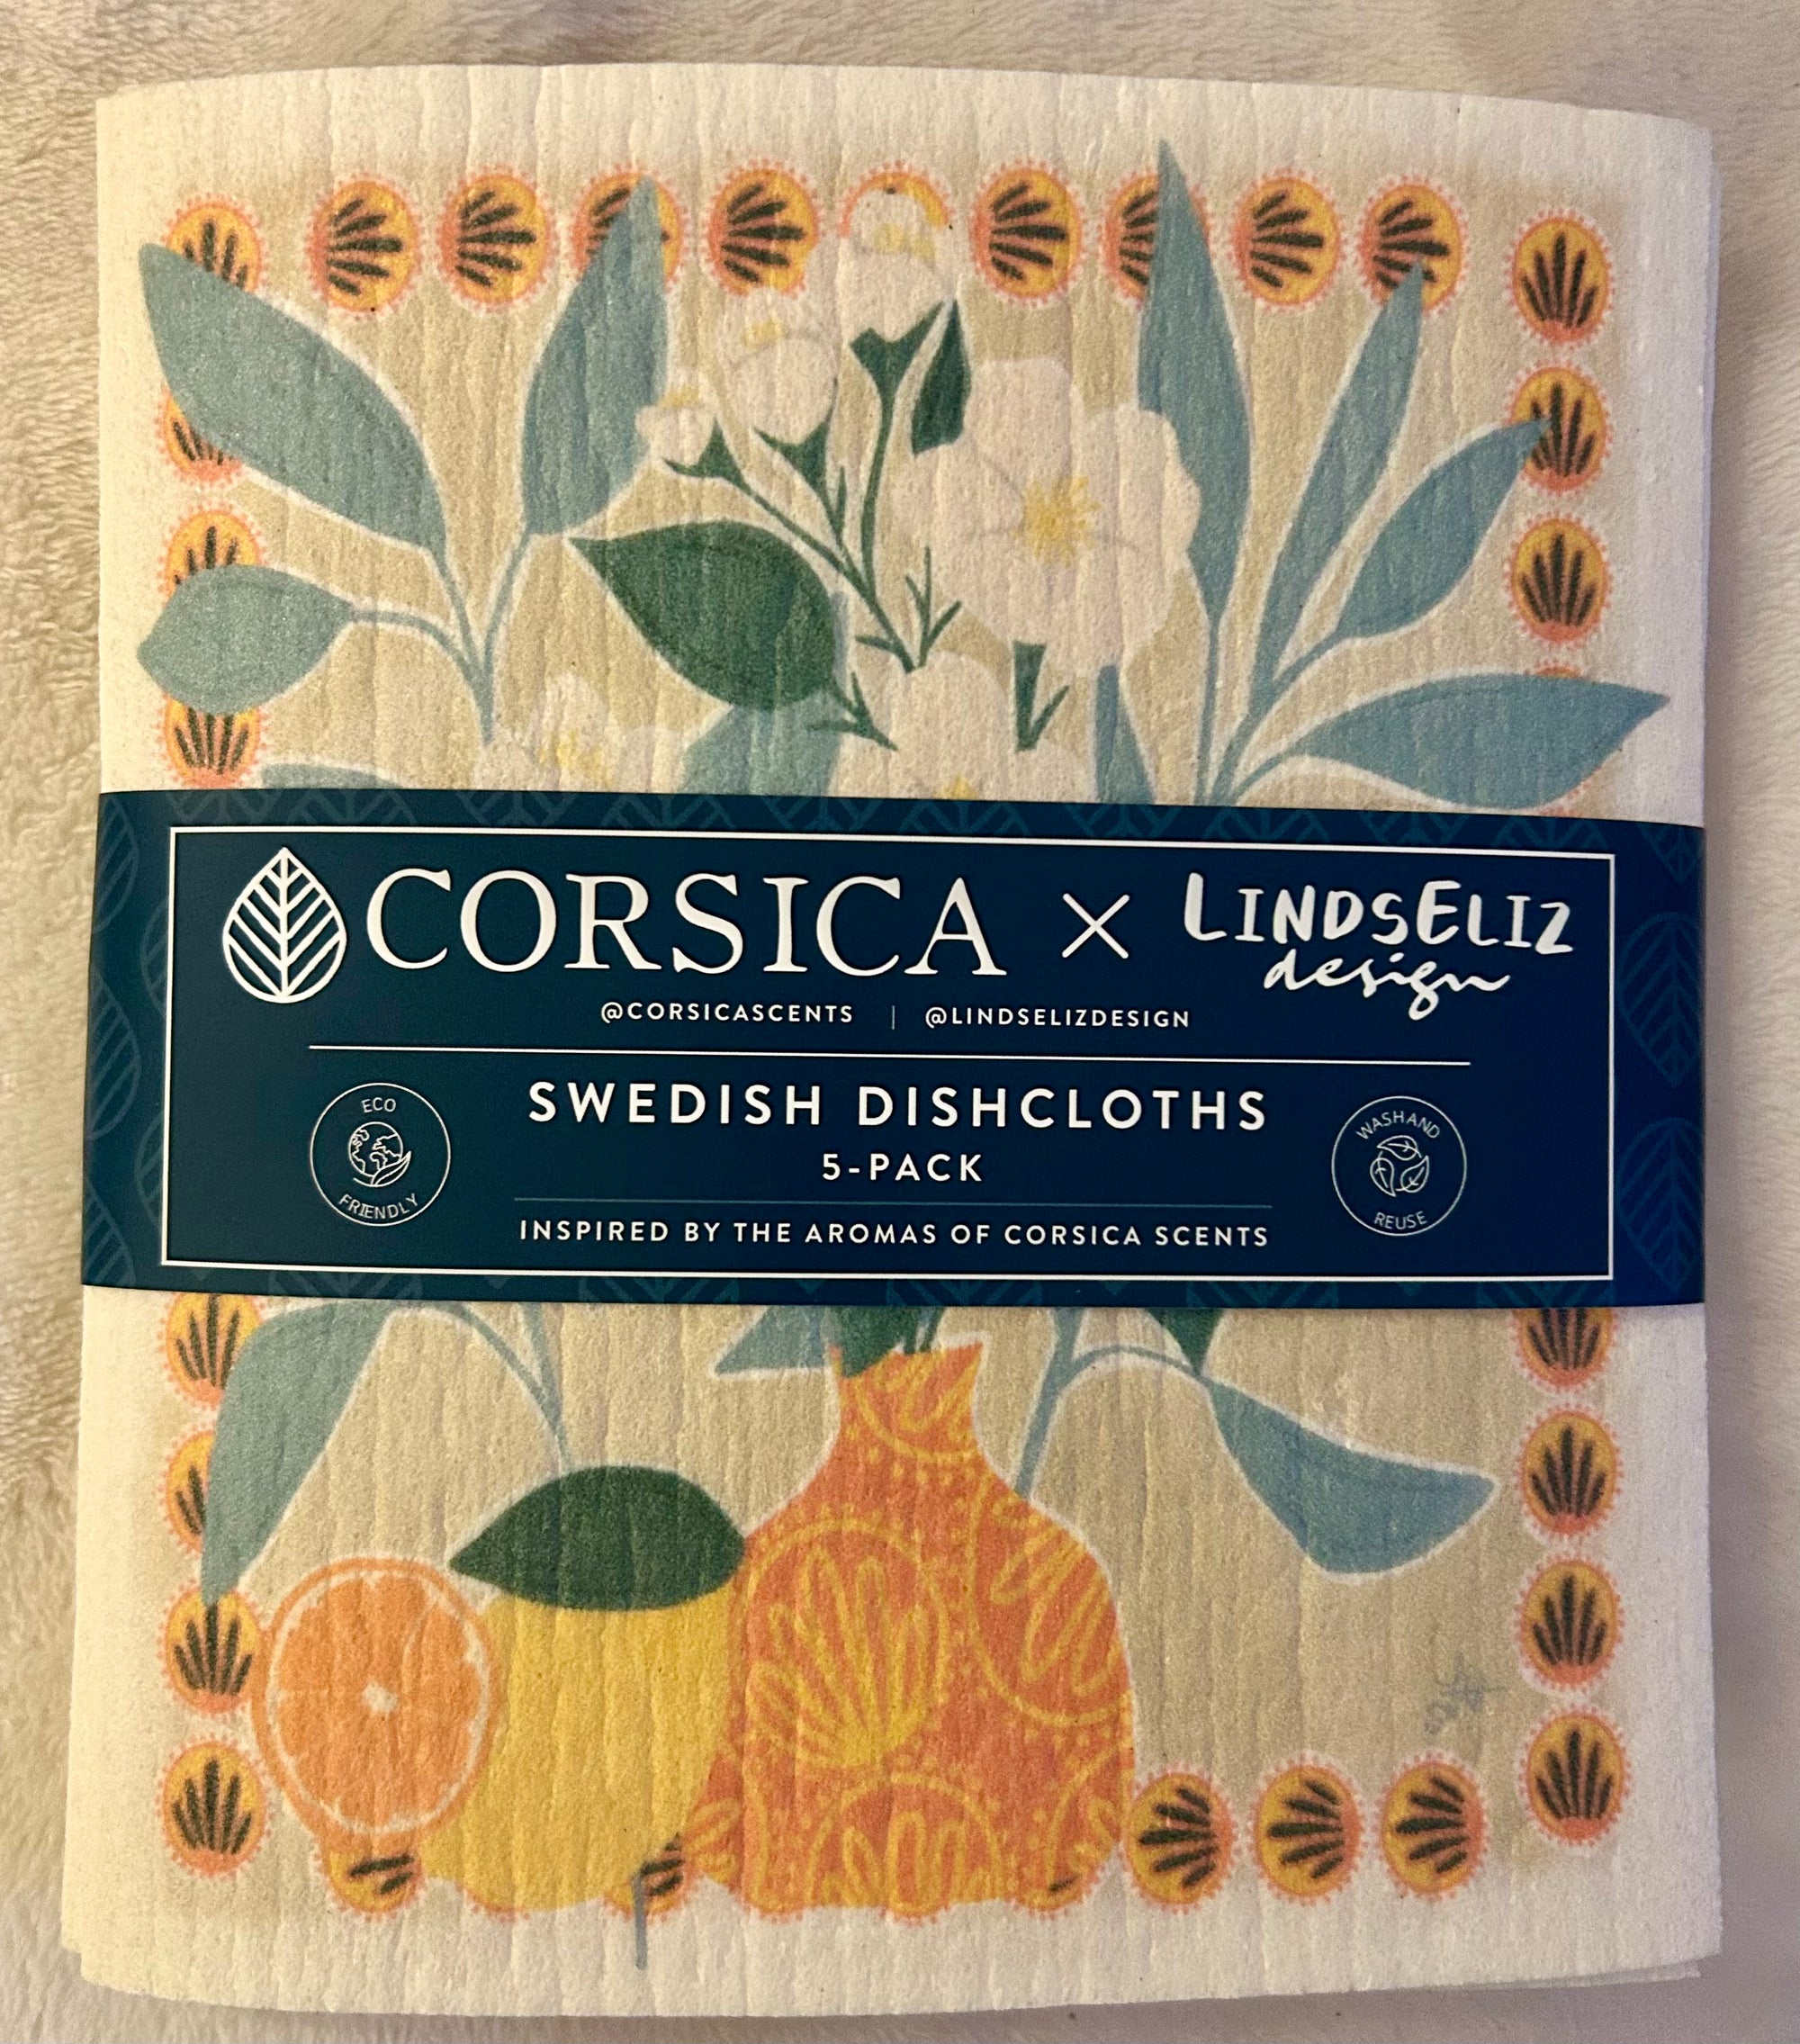 CORSICA × LINDSELIZ
design
@CORSICASCENTS | @LINDSELIZDESIGN
SWEDISH DISHCLOTHS
5-PACK
INSPIRED BY THE AROMAS OF CORSICA SCENTS
ECO
FRIENDLY
WASH AND
REUSE